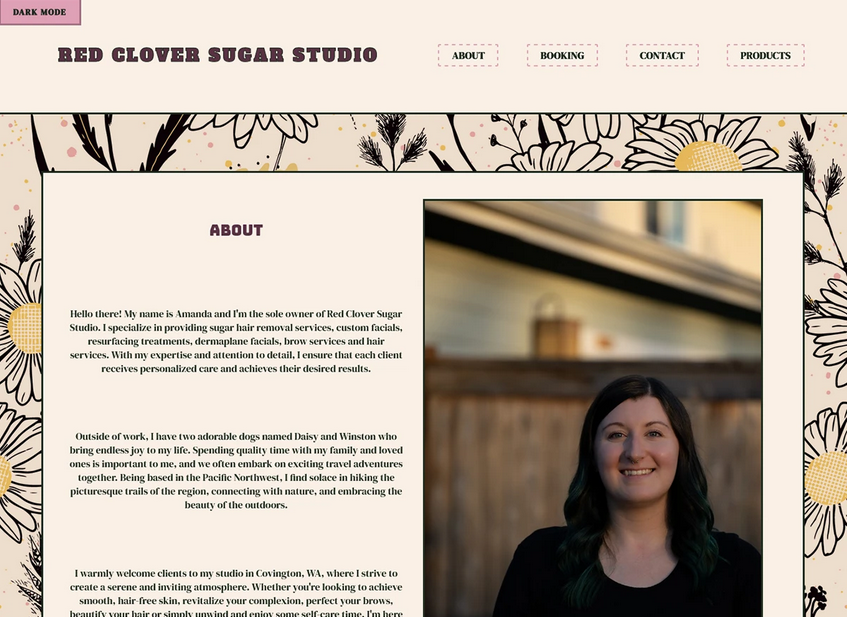 DARK MODE
RED CLOVER SUGAR STUDIO
ABOUT
BOOKING
CONTACT
PRODUCTS
ABOUT
Hello there! My name is Amanda and I'm the sole owner of Red Clover Sugar
Studio. I specialize in providing sugar hair removal services, custom facials,
resurfacing treatments, dermaplane facials, brow services and hair
services. With my expertise and attention to detail, I ensure that each client
receives personalized care and achieves their desired results.
Outside of work, I have two adorable dogs named Daisy and Winston who
bring endless joy to my life. Spending quality time with my family and loved
ones is important to me, and we often embark on exciting travel adventures
together. Being based in the Pacific Northwest, I find solace in hiking the
picturesque trails of the region, connecting with nature, and embracing the
beauty of the outdoors.
I warmly welcome clients to my studio in Covington, WA, where I strive to
create a serene and inviting atmosphere. Whether you're looking to achieve
smooth, hair-free skin, revitalize your complexion, perfect your brows,
beautify your hair or simply unwind and enjoy some self-care time, I'm here